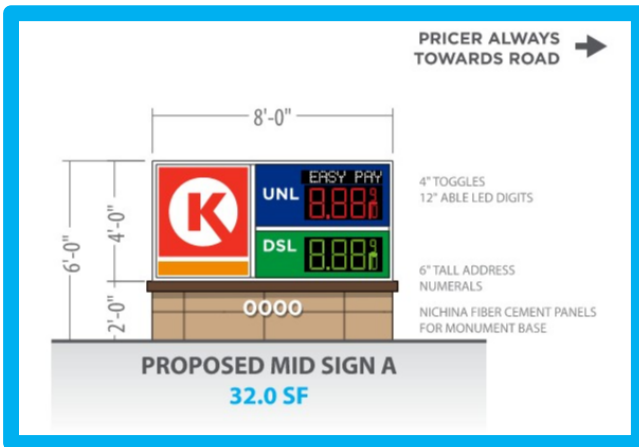 PRICER ALWAYS
TOWARDS ROAD
8'-0"
6'-0"
4'-0"
2'-0"
K
EASY PAY
UNL
8.88
DSL
8.88
0000
4" TOGGLES
12" ABLE LED DIGITS
6" TALL ADDRESS
NUMERALS
NICHINA FIBER CEMENT PANELS
FOR MONUMENT BASE
PROPOSED MID SIGN A
32.0 SF